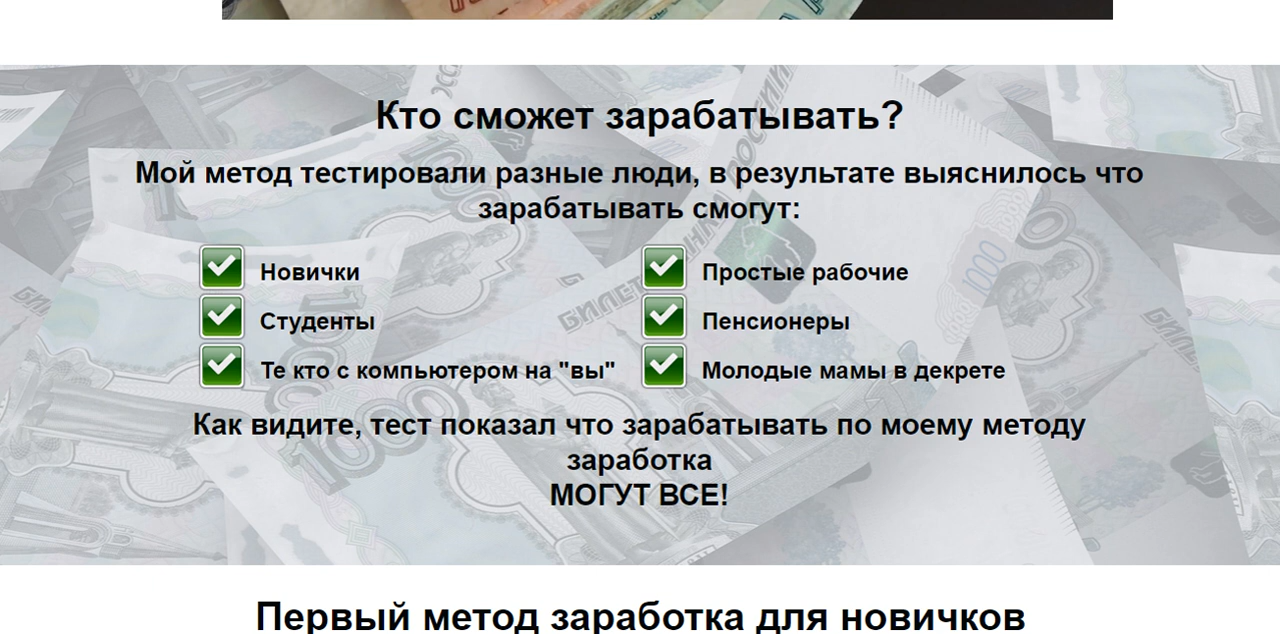 Кто сможет зарабатывать?
Мой метод тестировали разные люди, в результате выяснилось что
зарабатывать смогут:
Новички
Простые рабочие
Студенты
Пенсионеры
Те кто с компьютером на "вы"
Молодые мамы в декрете
Как видите, тест показал что зарабатывать по моему методу
заработка
МОГУТ ВСЕ!
Первый метод заработка для новичков